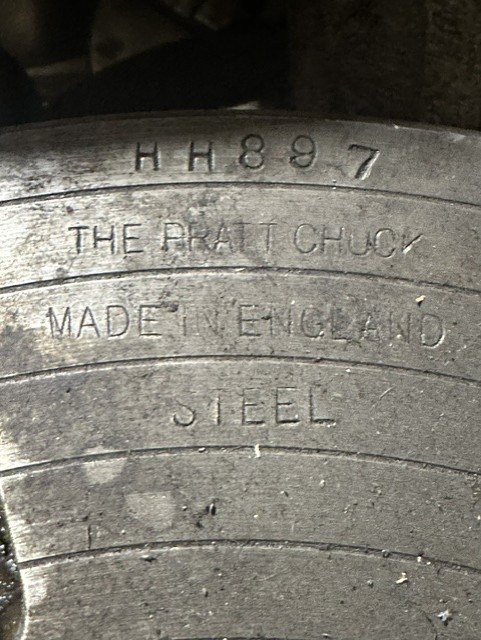 HH897
THE PRATT CHUCK
MADE IN ENGLAND
STEEL